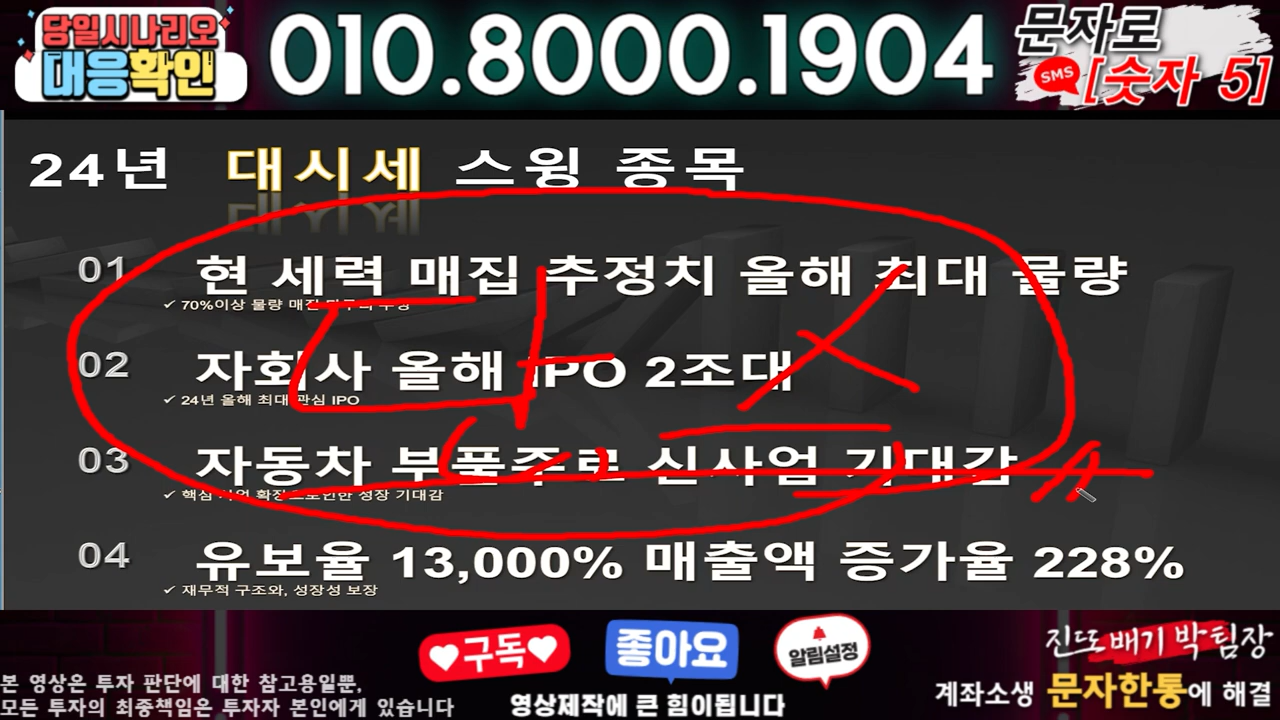 당일시나리오
대응확인
010.8000.1904
문자로
SMS [숫자 5]
24년 대시세 스윙 종목
01 현 세력 매집 추정치 올해 최대 물량
✓ 70%이상 물량 매집
02 자회사 올해 IPO 2조대
✓ 24년 올해 최대 관심 IPO
03 자동차 부품주로 신사업 기대감
✓ 핵심 사업 확장으로인한 성장 기대감
04 유보율 13,000% 매출액 증가율 228%
✓ 재무적 구조와, 성장성 보장
구독
좋아요
알림설정
영상제작에 큰 힘이됩니다
본 영상은 투자 판단에 대한 참고용일뿐,
모든 투자의 최종책임은 투자자 본인에게 있습니다
진또배기 박팀장
계좌소생 문자한통에 해결